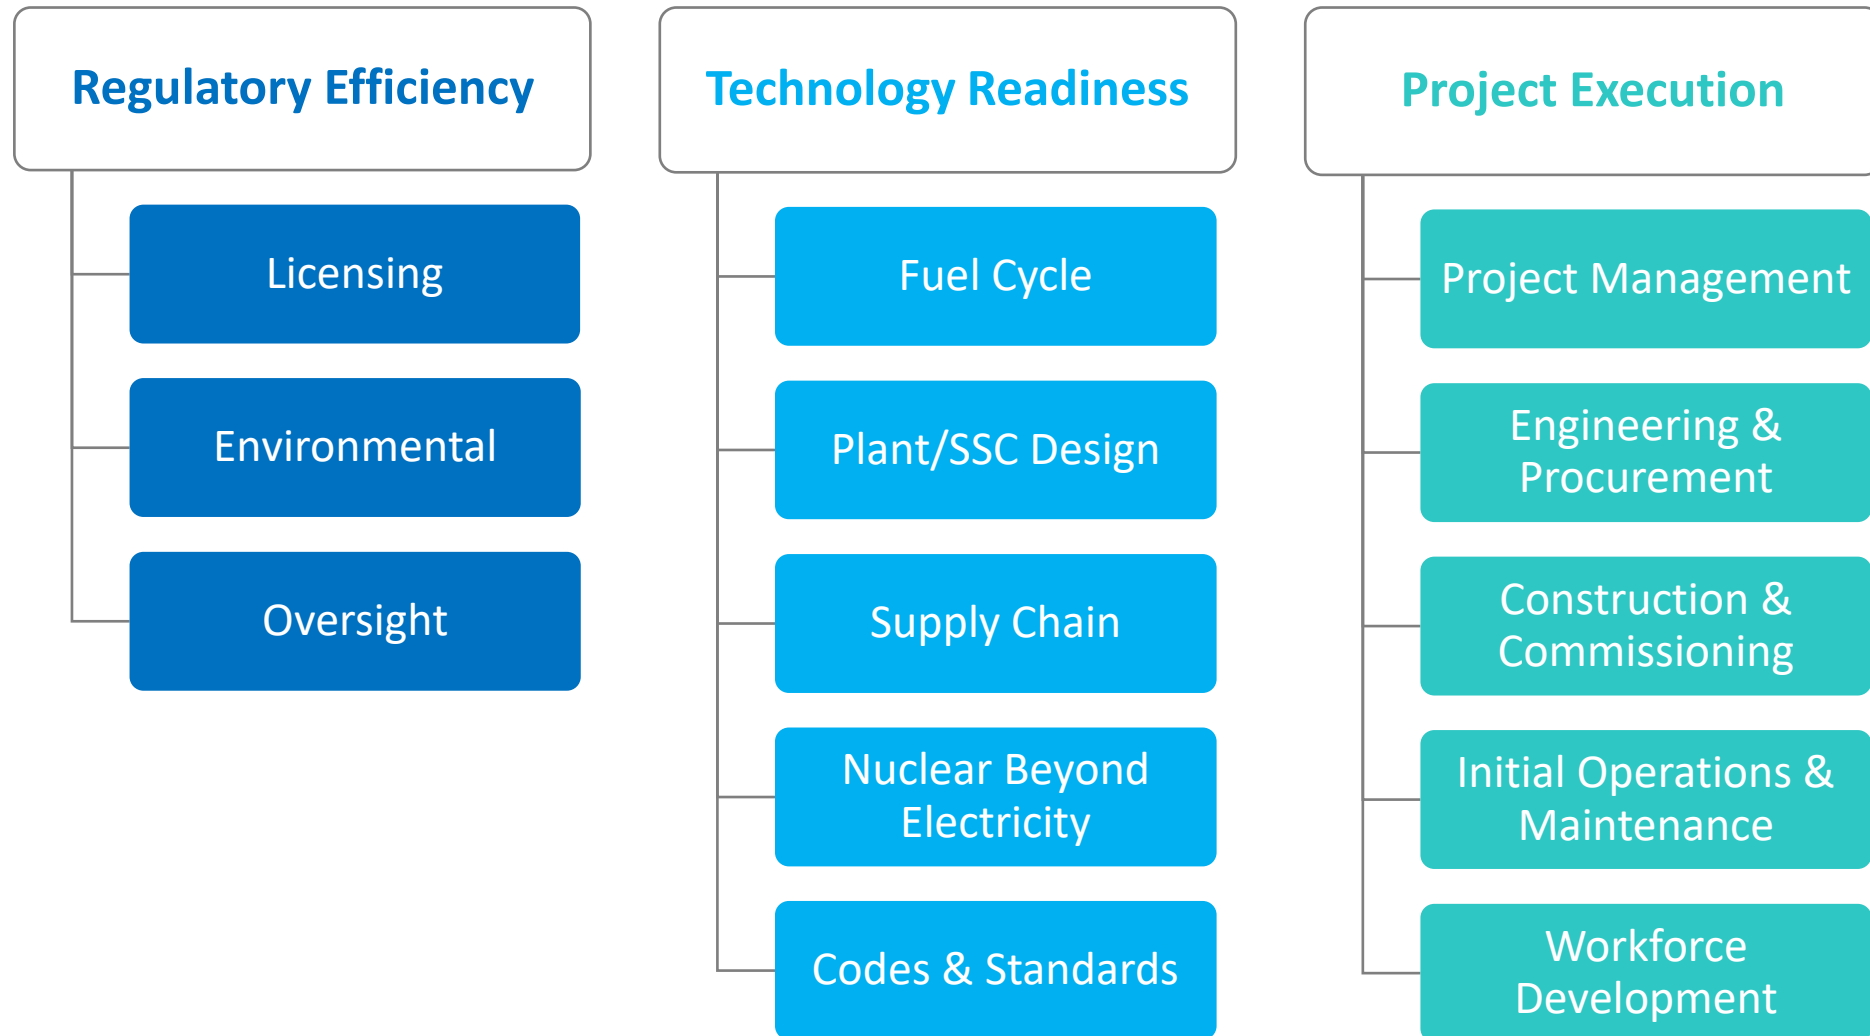 Regulatory Efficiency
Licensing
Environmental
Oversight
Technology Readiness
Fuel Cycle
Plant/SSC Design
Supply Chain
Nuclear Beyond
Electricity
Codes & Standards
Project Execution
Project Management
Engineering &
Procurement
Construction &
Commissioning
Initial Operations &
Maintenance
Workforce
Development